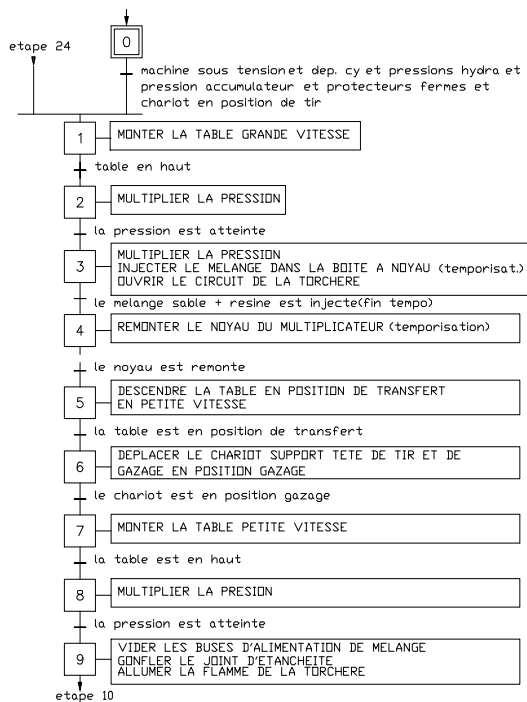 0
etape 24
machine sous tension et dep. cy et pressions hydra et
pression accumulateur et protecteurs fermes et
chariot en position de tir
1
MONTER LA TABLE GRANDE VITESSE
table en haut
2
MULTIPLIER LA PRESSION
la pression est atteinte
3
MULTIPLIER LA PRESSION
INJECTER LE MELANGE DANS LA BOITE A NOYAU (temporisat.)
OUVRIR LE CIRCUIT DE LA TORCHERE
le melange sable + resine est injecte(fin tempo)
4
REMONTER LE NOYAU DU MULTIPLICATEUR (temporisation)
le noyau est remonte
5
DESCENDRE LA TABLE EN POSITION DE TRANSFERT
EN PETITE VITESSE
la table est en position de transfert
6
DEPLACER LE CHARIOT SUPPORT TETE DE TIR ET DE
GAZAGE EN POSITION GAZAGE
le chariot est en position gazage
7
MONTER LA TABLE PETITE VITESSE
la table est en haut
8
MULTIPLIER LA PRESION
la pression est atteinte
9
VIDER LES BUSES D'ALIMENTATION DE MELANGE
GONFLER LE JOINT D'ETANCHEITE
ALLUMER LA FLAMME DE LA TORCHERE
etape 10